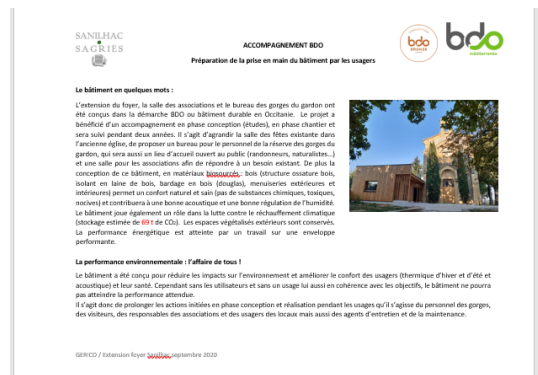 SANILHAC
SAGRIÈS
ACCOMPAGNEMENT BDO
bdo
BRONZE
bdo
méditerranée
Préparation de la prise en main du bâtiment par les usagers
Le bâtiment en quelques mots :
L'extension du foyer, la salle des associations et le bureau des gorges du gardon ont
été conçus dans la démarche BDO ou bâtiment durable en Occitanie. Le projet a
bénéficié d'un accompagnement en phase conception (études), en phase chantier et
sera suivi pendant deux années. Il s'agit d'agrandir la salle des fêtes existante dans
l'ancienne église, de proposer un bureau pour le personnel de la réserve des gorges du
gardon, qui sera aussi un lieu d'accueil ouvert au public (randonneurs, naturalistes...)
et une salle pour les associations afin de répondre à un besoin existant. De plus la
conception de ce bâtiment, en matériaux biosourcés : bois (structure ossature bois,
isolant en laine de bois, bardage en bois (douglas), menuiseries extérieures et
intérieures) permet un confort naturel et sain (pas de substances chimiques, toxiques,
nocives) et contribuera à une bonne acoustique et une bonne régulation de l'humidité.
Le bâtiment joue également un rôle dans la lutte contre le réchauffement climatique
(stockage estimée de 69 t de CO₂). Les espaces végétalisés extérieurs sont conservés.
La performance énergétique est atteinte par un travail sur une enveloppe
performante.
La performance environnementale : l'affaire de tous !
Le bâtiment a été conçu pour réduire les impacts sur l'environnement et améliorer le confort des usagers (thermique d'hiver et d'été et
acoustique) et leur santé. Cependant sans les utilisateurs et sans un usage lui aussi en cohérence avec les objectifs, le bâtiment ne pourra
pas atteindre la performance attendue.
Il s'agit donc de prolonger les actions initiées en phase conception et réalisation pendant les usages qu'il s'agisse du personnel des gorges,
des visiteurs, des responsables des associations et des usagers des locaux mais aussi des agents d'entretien et de la maintenance.
GERICO / Extension foyer Sanilhac septembre 2020